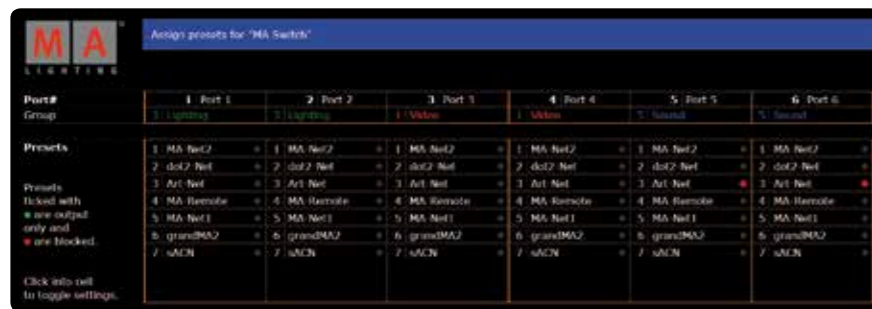 MA
LIGHTING
Assign presets for "MA Switch"
Port# 1 Port 1 2 Port 2 3 Port 3 4 Port 4 5 Port 5 6 Port 6
Group Lighting Lighting 1 Video Video Sound Sound
Presets 1 MA-Net2 1 MA-Net2 1 MA-Net2 1 MA-Net2 1 MA-Net2 1 MA-Net2
2 dot2-Net 2 dot2-Net 2 dot2-Net 2 dot2-Net 2 dot2-Net 2 dot2-Net
Presets 3 Art-Net 3 Art-Net 3 Art-Net 3 Art-Net 3 Art-Net 3 Art-Net
ticked with 4 MA-Remote 4 MA-Remote 4 MA-Remote 4 MA-Remote 4 MA-Remote 4 MA-Remote
are output 5 MA-Net1 5 MA-Net1 5 MA-Net1 5 MA-Net1 5 MA-Net1 5 MA-Net1
only and 6 grandMA2 6 grandMA2 6 grandMA2 6 grandMA2 6 grandMA2 6 grandMA2
are blocked. 7 sACN 7 sACN 7 sACN 7 sACN 7 sACN 7 sACN
Click into cell
to toggle settings.